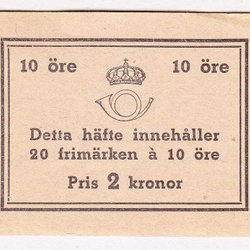 10 öre 10 öre
Detta häfte innehåller
20 frimärken à 10 öre
Pris 2 kronor